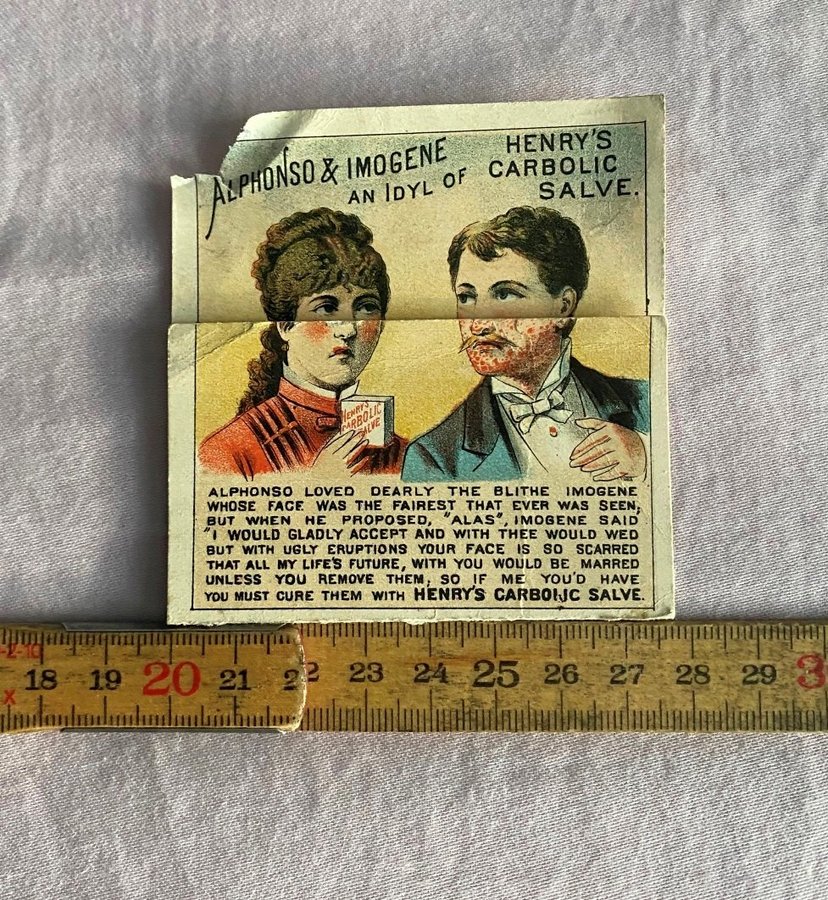 ALPHONSO & IMOGENE
AN IDYL OF
HENRY'S
CARBOLIC
SALVE.
HENRY'S
CARBOLIC
SALVE
ALPHONSO LOVED DEARLY THE BLITHE IMOGENE
WHOSE FACE WAS THE FAIREST THAT EVER WAS SEEN,
BUT WHEN HE PROPOSED, "ALAS", IMOGENE SAID
"I WOULD GLADLY ACCEPT AND WITH THEE WOULD WED
BUT WITH UGLY ERUPTIONS YOUR FACE IS SO SCARRED
THAT ALL MY LIFE'S FUTURE, WITH YOU WOULD BE MARRED
UNLESS YOU REMOVE THEM, SO IF ME YOU'D HAVE
YOU MUST CURE THEM WITH HENRY'S CARBOLIC SALVE.
-2-10
X
18 19 20 21 22 23 24 25 26 27 28 29 3